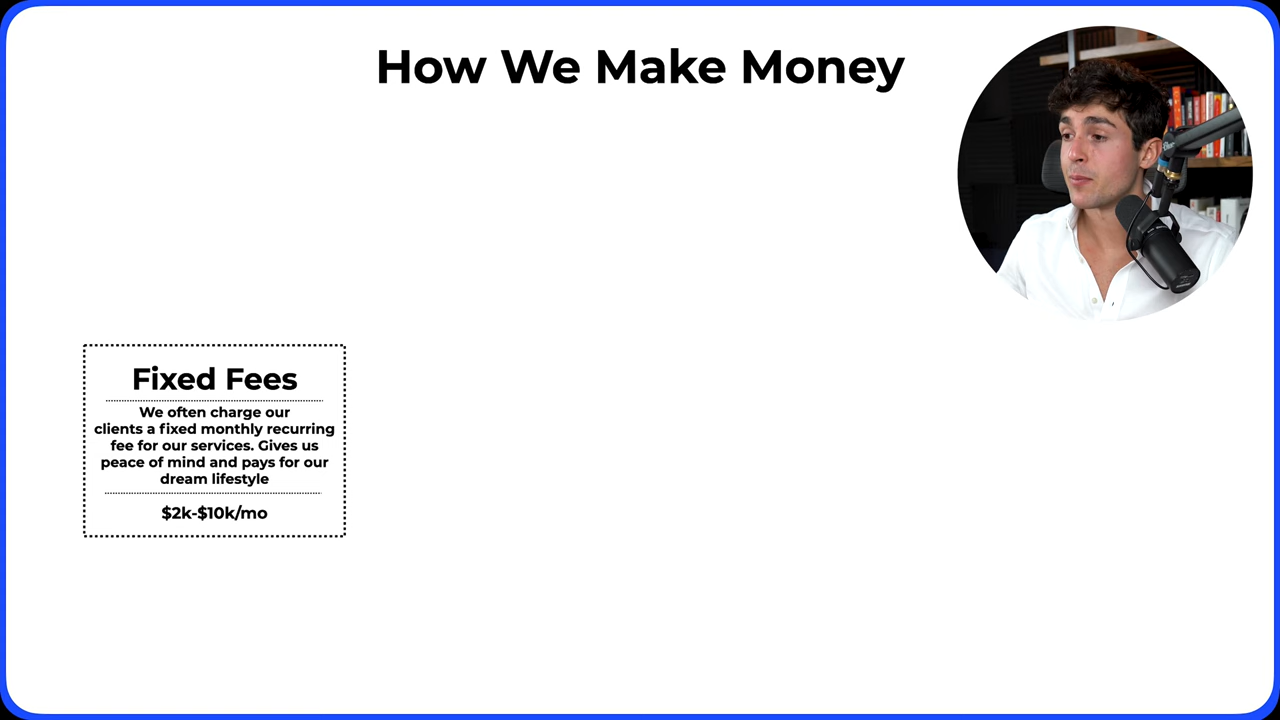 How We Make Money
Fixed Fees
We often charge our
clients a fixed monthly recurring
fee for our services. Gives us
peace of mind and pays for our
dream lifestyle
$2k-$10k/mo